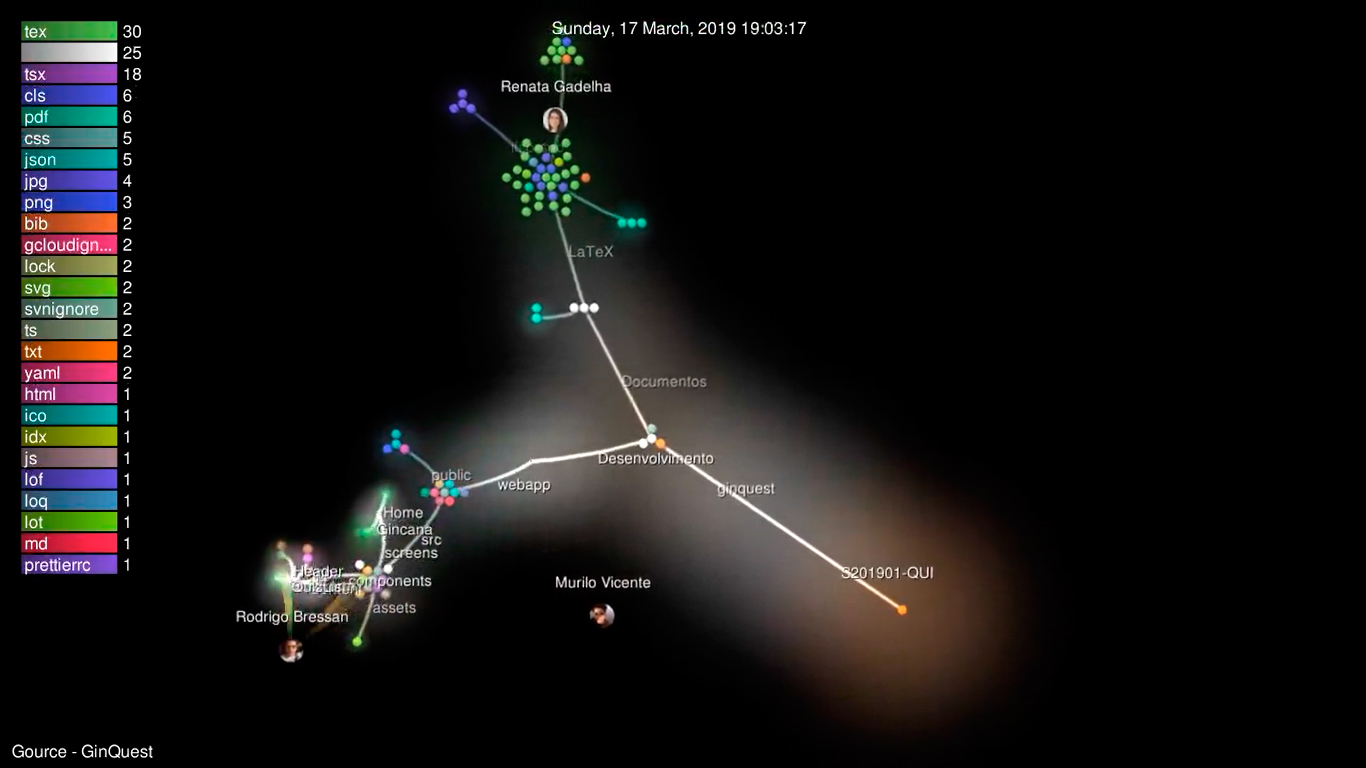 Sunday, 17 March, 2019 19:03:17
tex 30
25
tsx 18
cls 6
pdf 6
css 5
json 5
jpg 4
png 3
bib 2
gcloudign... 2
lock 2
svg 2
svnignore 2
ts 2
txt 2
yaml 2
html 1
ico 1
idx 1
js 1
lof 1
loq 1
lot 1
md 1
prettierrc 1
Renata Gadelha
LaTeX
Documentos
Desenvolvimento
public
webapp
ginquest
Home
Gincana
src
screens
Header
components
S201901-QUI
Murilo Vicente
assets
Rodrigo Bressan
Gource - GinQuest